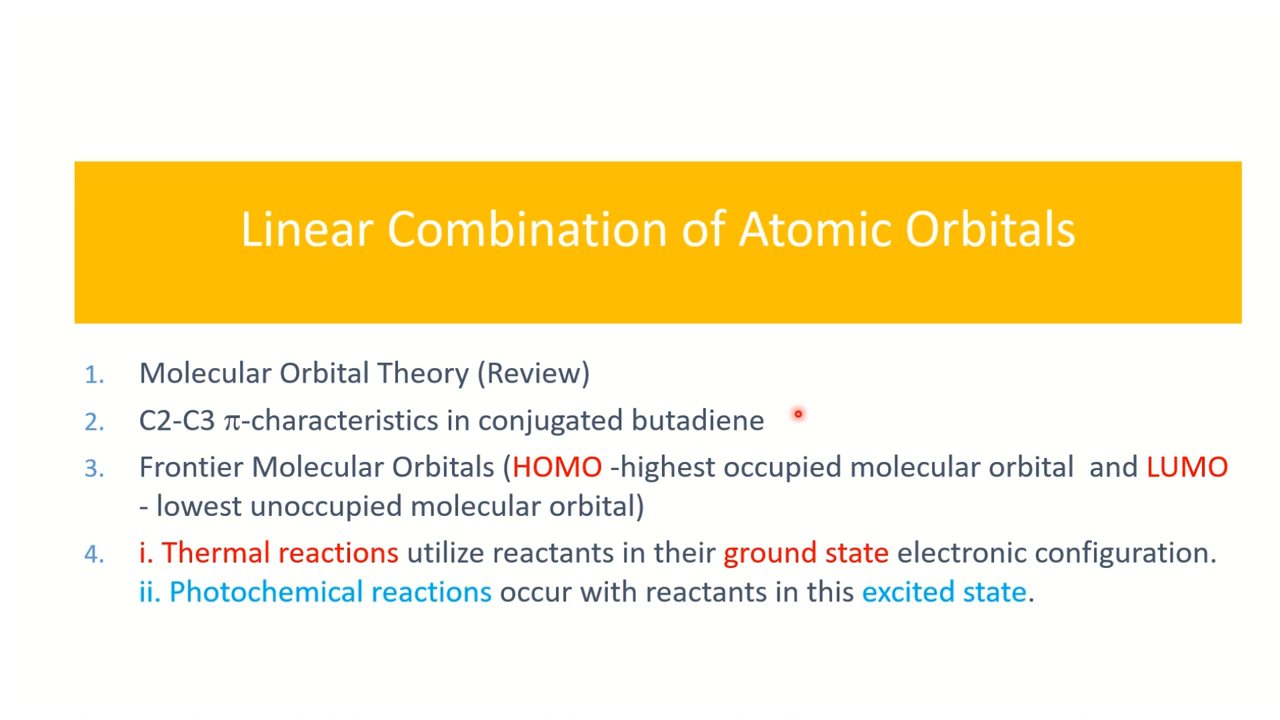 Linear Combination of Atomic Orbitals
1. Molecular Orbital Theory (Review)
2. C2-C3 π-characteristics in conjugated butadiene
3. Frontier Molecular Orbitals (HOMO -highest occupied molecular orbital and LUMO
- lowest unoccupied molecular orbital)
4. i. Thermal reactions utilize reactants in their ground state electronic configuration.
ii. Photochemical reactions occur with reactants in this excited state.